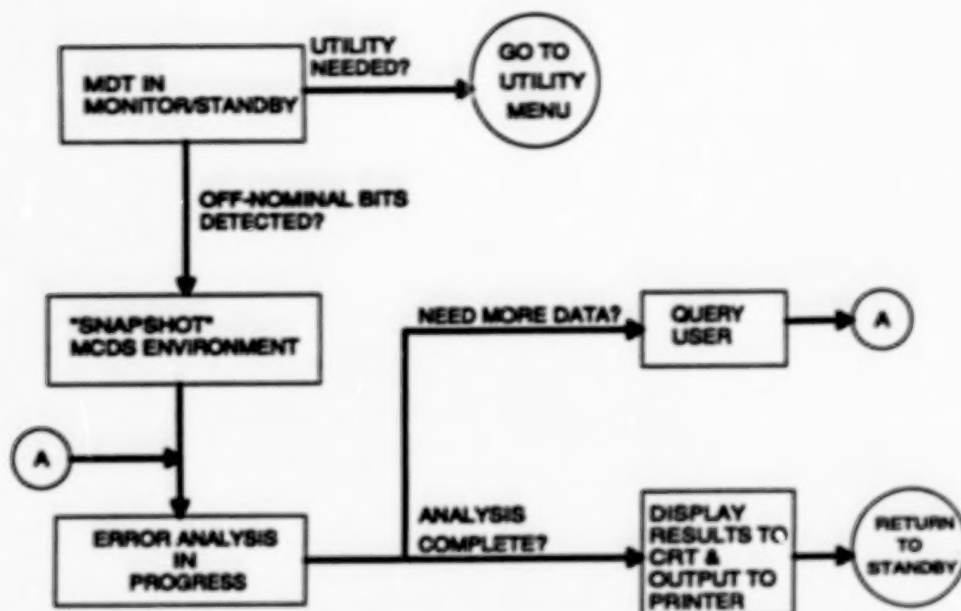 MDT IN
MONITOR/STANDBY
UTILITY
NEEDED?
GO TO
UTILITY
MENU
OFF-NOMINAL BITS
DETECTED?
"SNAPSHOT"
MCDS ENVIRONMENT
NEED MORE DATA?
QUERY
USER
A
A
ERROR ANALYSIS
IN
PROGRESS
ANALYSIS
COMPLETE?
DISPLAY
RESULTS TO
CRT &
OUTPUT TO
PRINTER
RETURN
TO
STANDBY